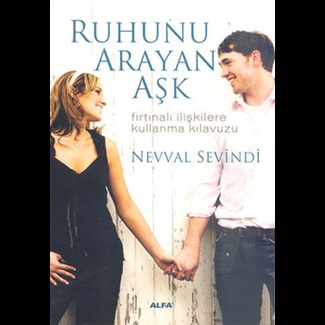 RUHUNU
ARAYAN
AŞK
fırtınalı ilişkilere
kullanma kılavuzu
NEVVAL SEVİNDİ
ALFA